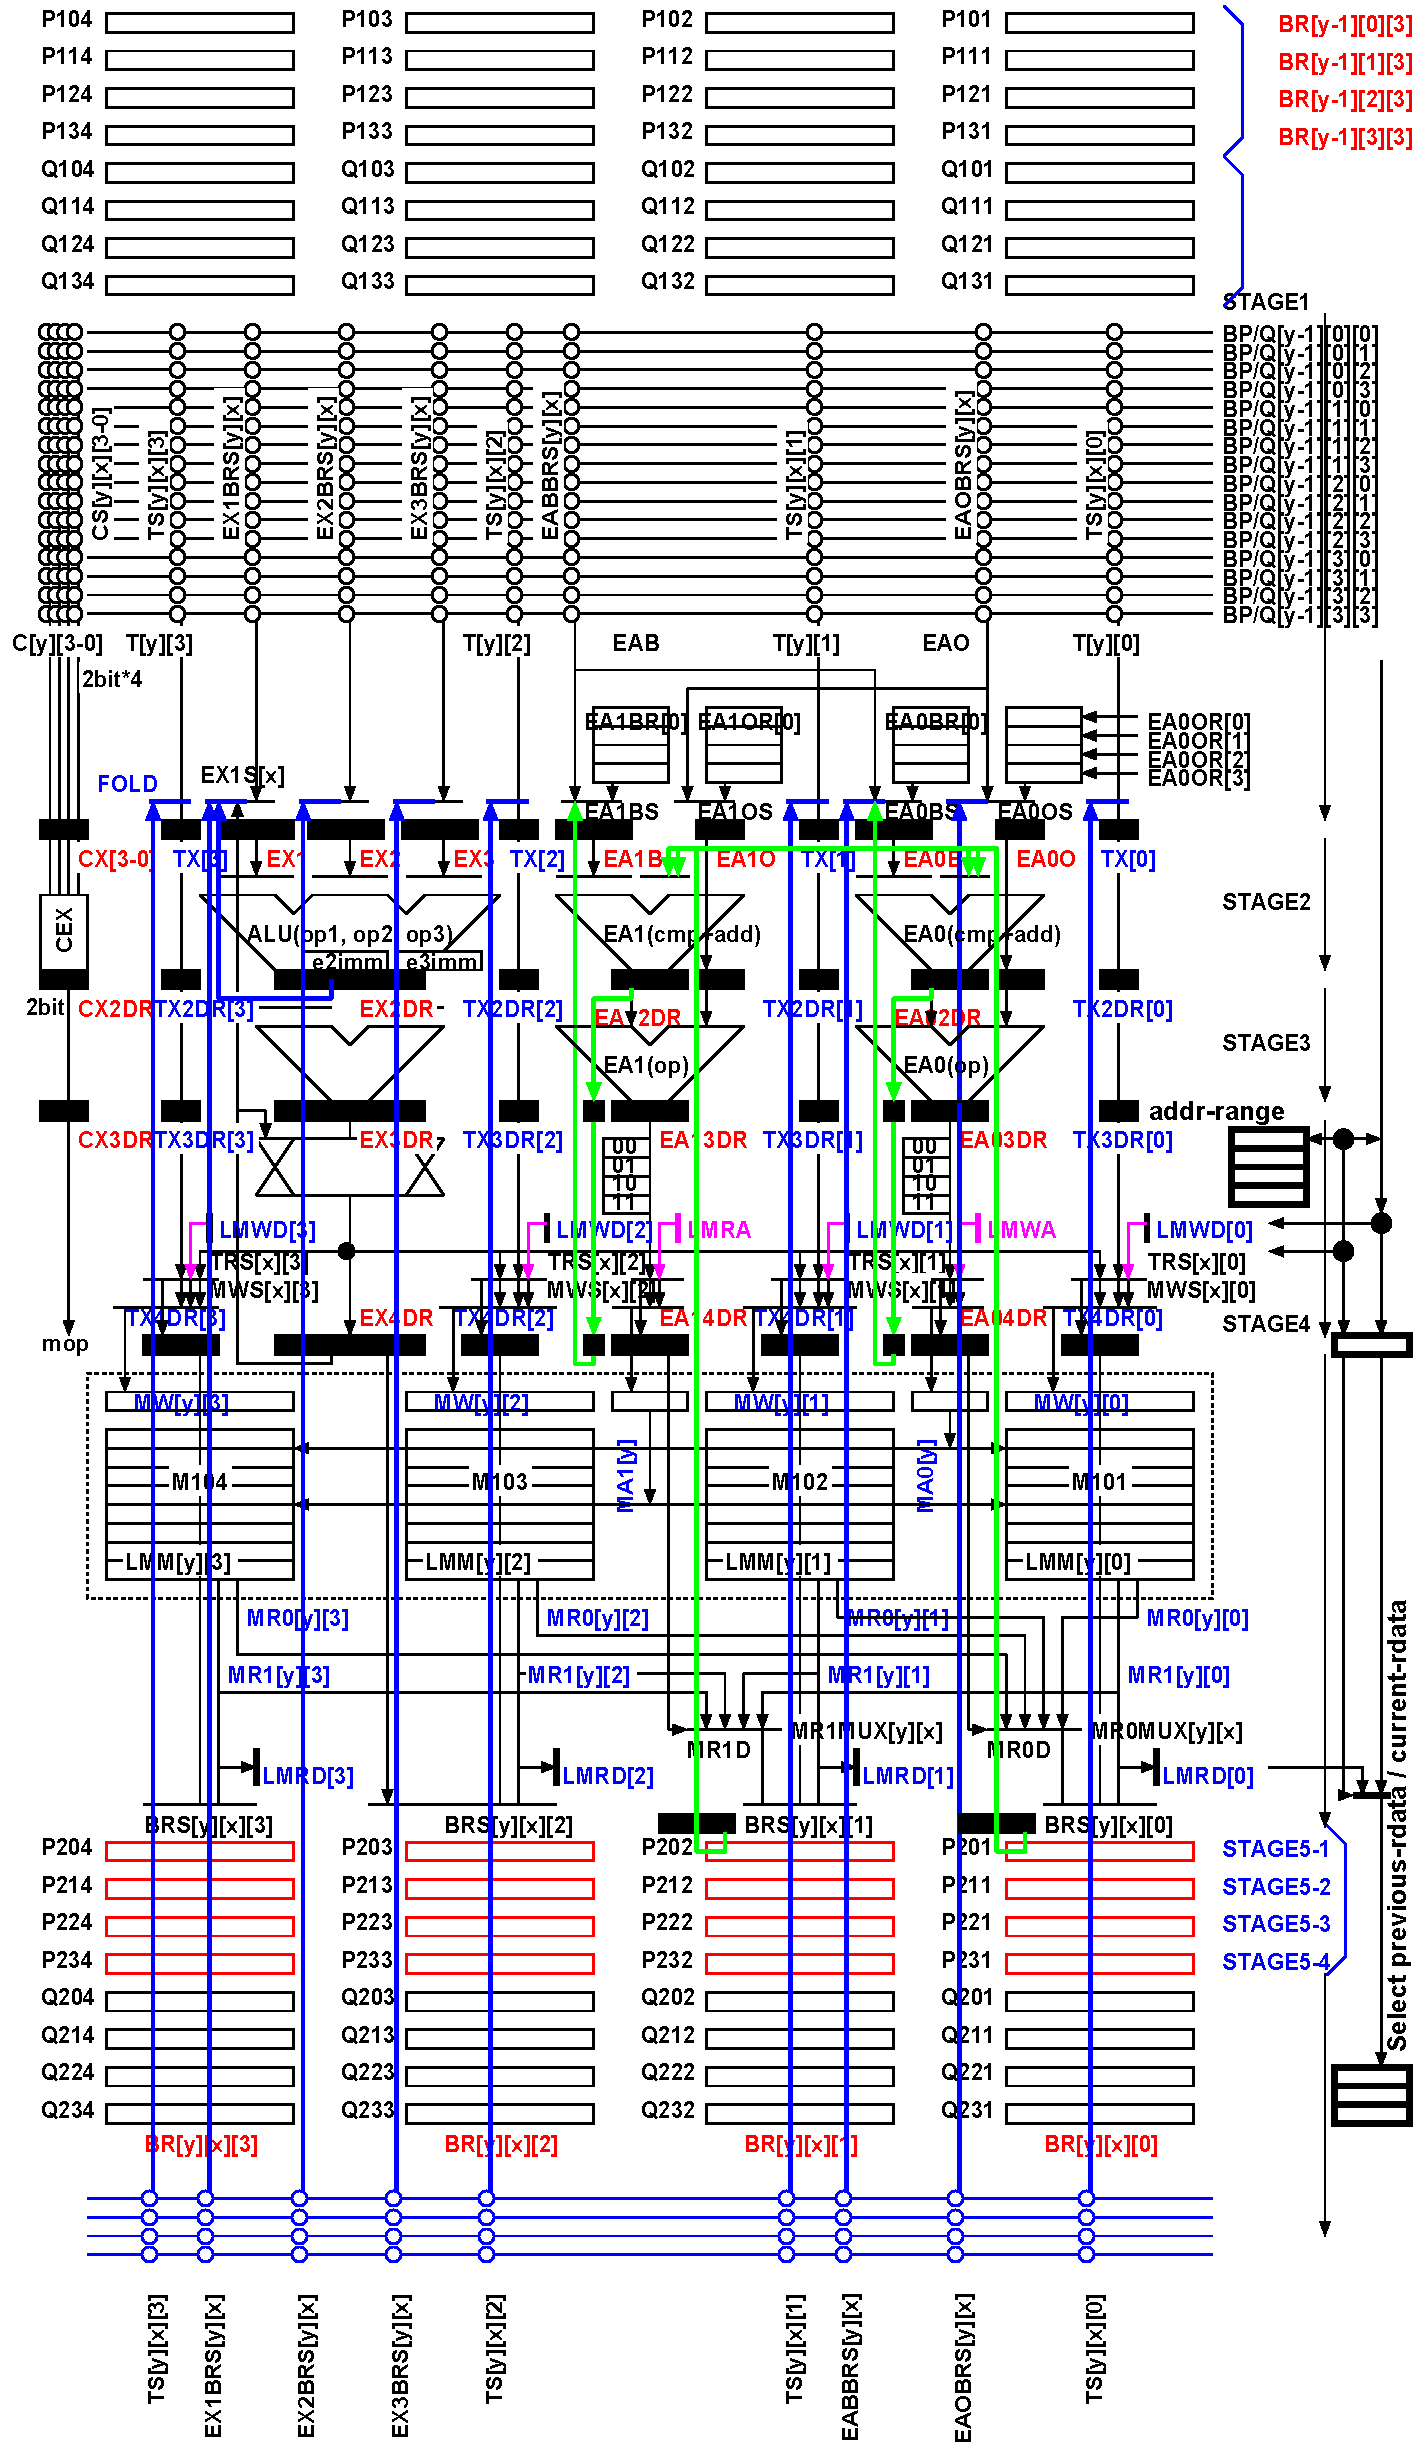 P104 P103 P102 P101 BR[y-1][0][3]
P114 P113 P112 P111 BR[y-1][1][3]
P124 P123 P122 P121 BR[y-1][2][3]
P134 P133 P132 P131 BR[y-1][3][3]
Q104 Q103 Q102 Q101
Q114 Q113 Q112 Q111
Q124 Q123 Q122 Q121
Q134 Q133 Q132 Q131
STAGE1
BP/Q[y-1][0][0]
BP/Q[y-1][0][1]
BP/Q[y-1][0][2]
BP/Q[y-1][0][3]
BP/Q[y-1][1][0]
BP/Q[y-1][1][1]
BP/Q[y-1][1][2]
BP/Q[y-1][1][3]
BP/Q[y-1][2][0]
BP/Q[y-1][2][1]
BP/Q[y-1][2][2]
BP/Q[y-1][2][3]
BP/Q[y-1][3][0]
BP/Q[y-1][3][1]
BP/Q[y-1][3][2]
BP/Q[y-1][3][3]
CS[y][x][3-0]
TS[y][x][3]
EX1BRS[y][x]
EX2BRS[y][x]
EX3BRS[y][x]
TS[y][x][2]
EABBRS[y][x]
TS[y][x][1]
EAOBRS[y][x]
TS[y][x][0]
C[y][3-0] T[y][3] T[y][2] EAB T[y][1] EAO T[y][0]
2bit*4
EA1BR[0] EA1OR[0] EA0BR[0] EA0OR[0]
EA0OR[1]
EA0OR[2]
EA0OR[3]
FOLD EX1S[x]
EA1BS EA1OS EA0BS EA0OS
CX[3-0] TX[3] EX1 EX2 EX3 TX[2] EA1B EA1O TX[1] EA0B EA0O TX[0]
STAGE2
CEX
ALU(op1, op2, op3) EA1(cmp-add) EA0(cmp-add)
e2imm e3imm
2bit CX2DR TX2DR[3] EX2DR TX2DR[2] EA12DR TX2DR[1] EA02DR TX2DR[0]
STAGE3
EA1(op) EA0(op)
addr-range
CX3DR TX3DR[3] EX3DR TX3DR[2] EA13DR TX3DR[1] EA03DR TX3DR[0]
00 00
01 01
10 10
11 11
LMWD[3] LMWD[2] LMRA LMWD[1] LMWA LMWD[0]
TRS[x][3] TRS[x][2] TRS[x][1] TRS[x][0]
MWS[x][3] MWS[x][2] MWS[x][1] MWS[x][0]
TX4DR[3] EX4DR TX4DR[2] EA14DR TX4DR[1] EA04DR TX4DR[0] STAGE4
mop
MW[y][3] MW[y][2] MW[y][1] MW[y][0]
MA1[y] MA0[y]
M104 M103 M102 M101
LMM[y][3] LMM[y][2] LMM[y][1] LMM[y][0]
MR0[y][3] MR0[y][2] MR0[y][1] MR0[y][0]
MR1[y][3] MR1[y][2] MR1[y][1] MR1[y][0]
MR1MUX[y][x] MR0MUX[y][x]
MR1D MR0D
LMRD[3] LMRD[2] LMRD[1] LMRD[0]
Select previous-rdata / current-rdata
BRS[y][x][3] BRS[y][x][2] BRS[y][x][1] BRS[y][x][0]
P204 P203 P202 P201 STAGE5-1
P214 P213 P212 P211 STAGE5-2
P224 P223 P222 P221 STAGE5-3
P234 P233 P232 P231 STAGE5-4
Q204 Q203 Q202 Q201
Q214 Q213 Q212 Q211
Q224 Q223 Q222 Q221
Q234 Q233 Q232 Q231
BR[y][x][3] BR[y][x][2] BR[y][x][1] BR[y][x][0]
TS[y][x][3]
EX1BRS[y][x]
EX2BRS[y][x]
EX3BRS[y][x]
TS[y][x][2]
TS[y][x][1]
EABBRS[y][x]
EAOBRS[y][x]
TS[y][x][0]